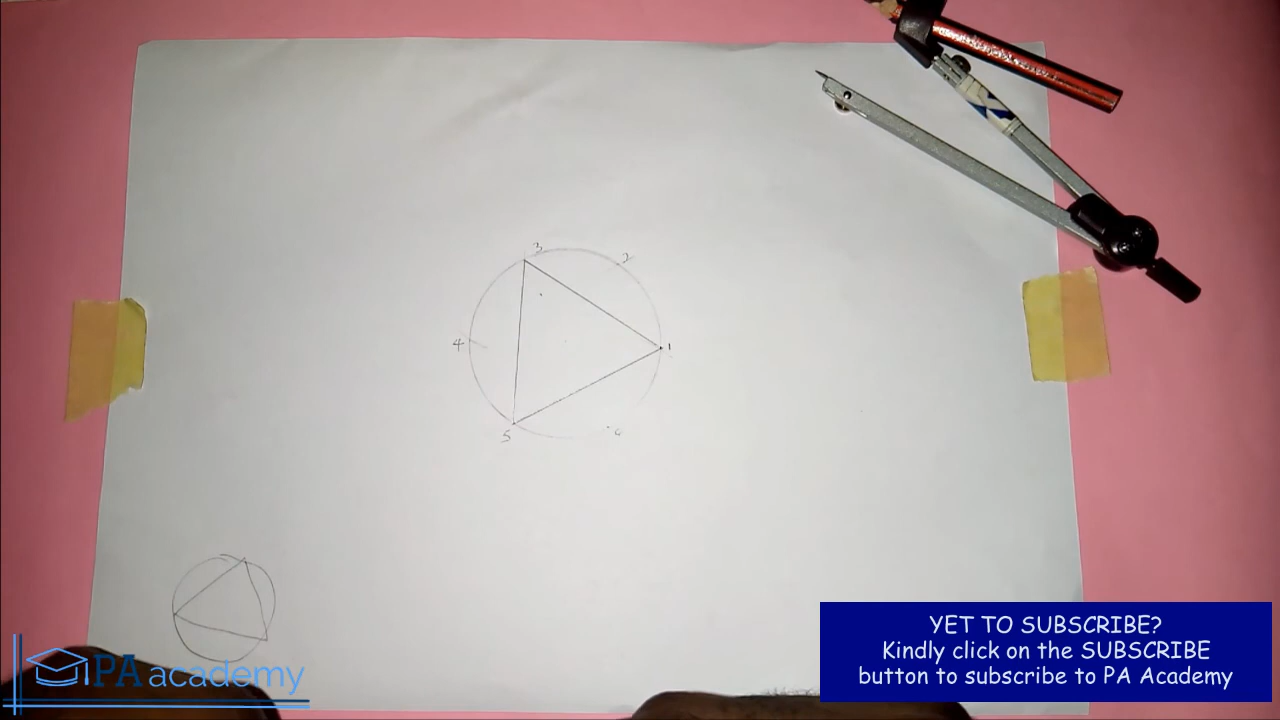 3
2
4
1
5
6
PA academy
YET TO SUBSCRIBE?
Kindly click on the SUBSCRIBE
button to subscribe to PA Academy